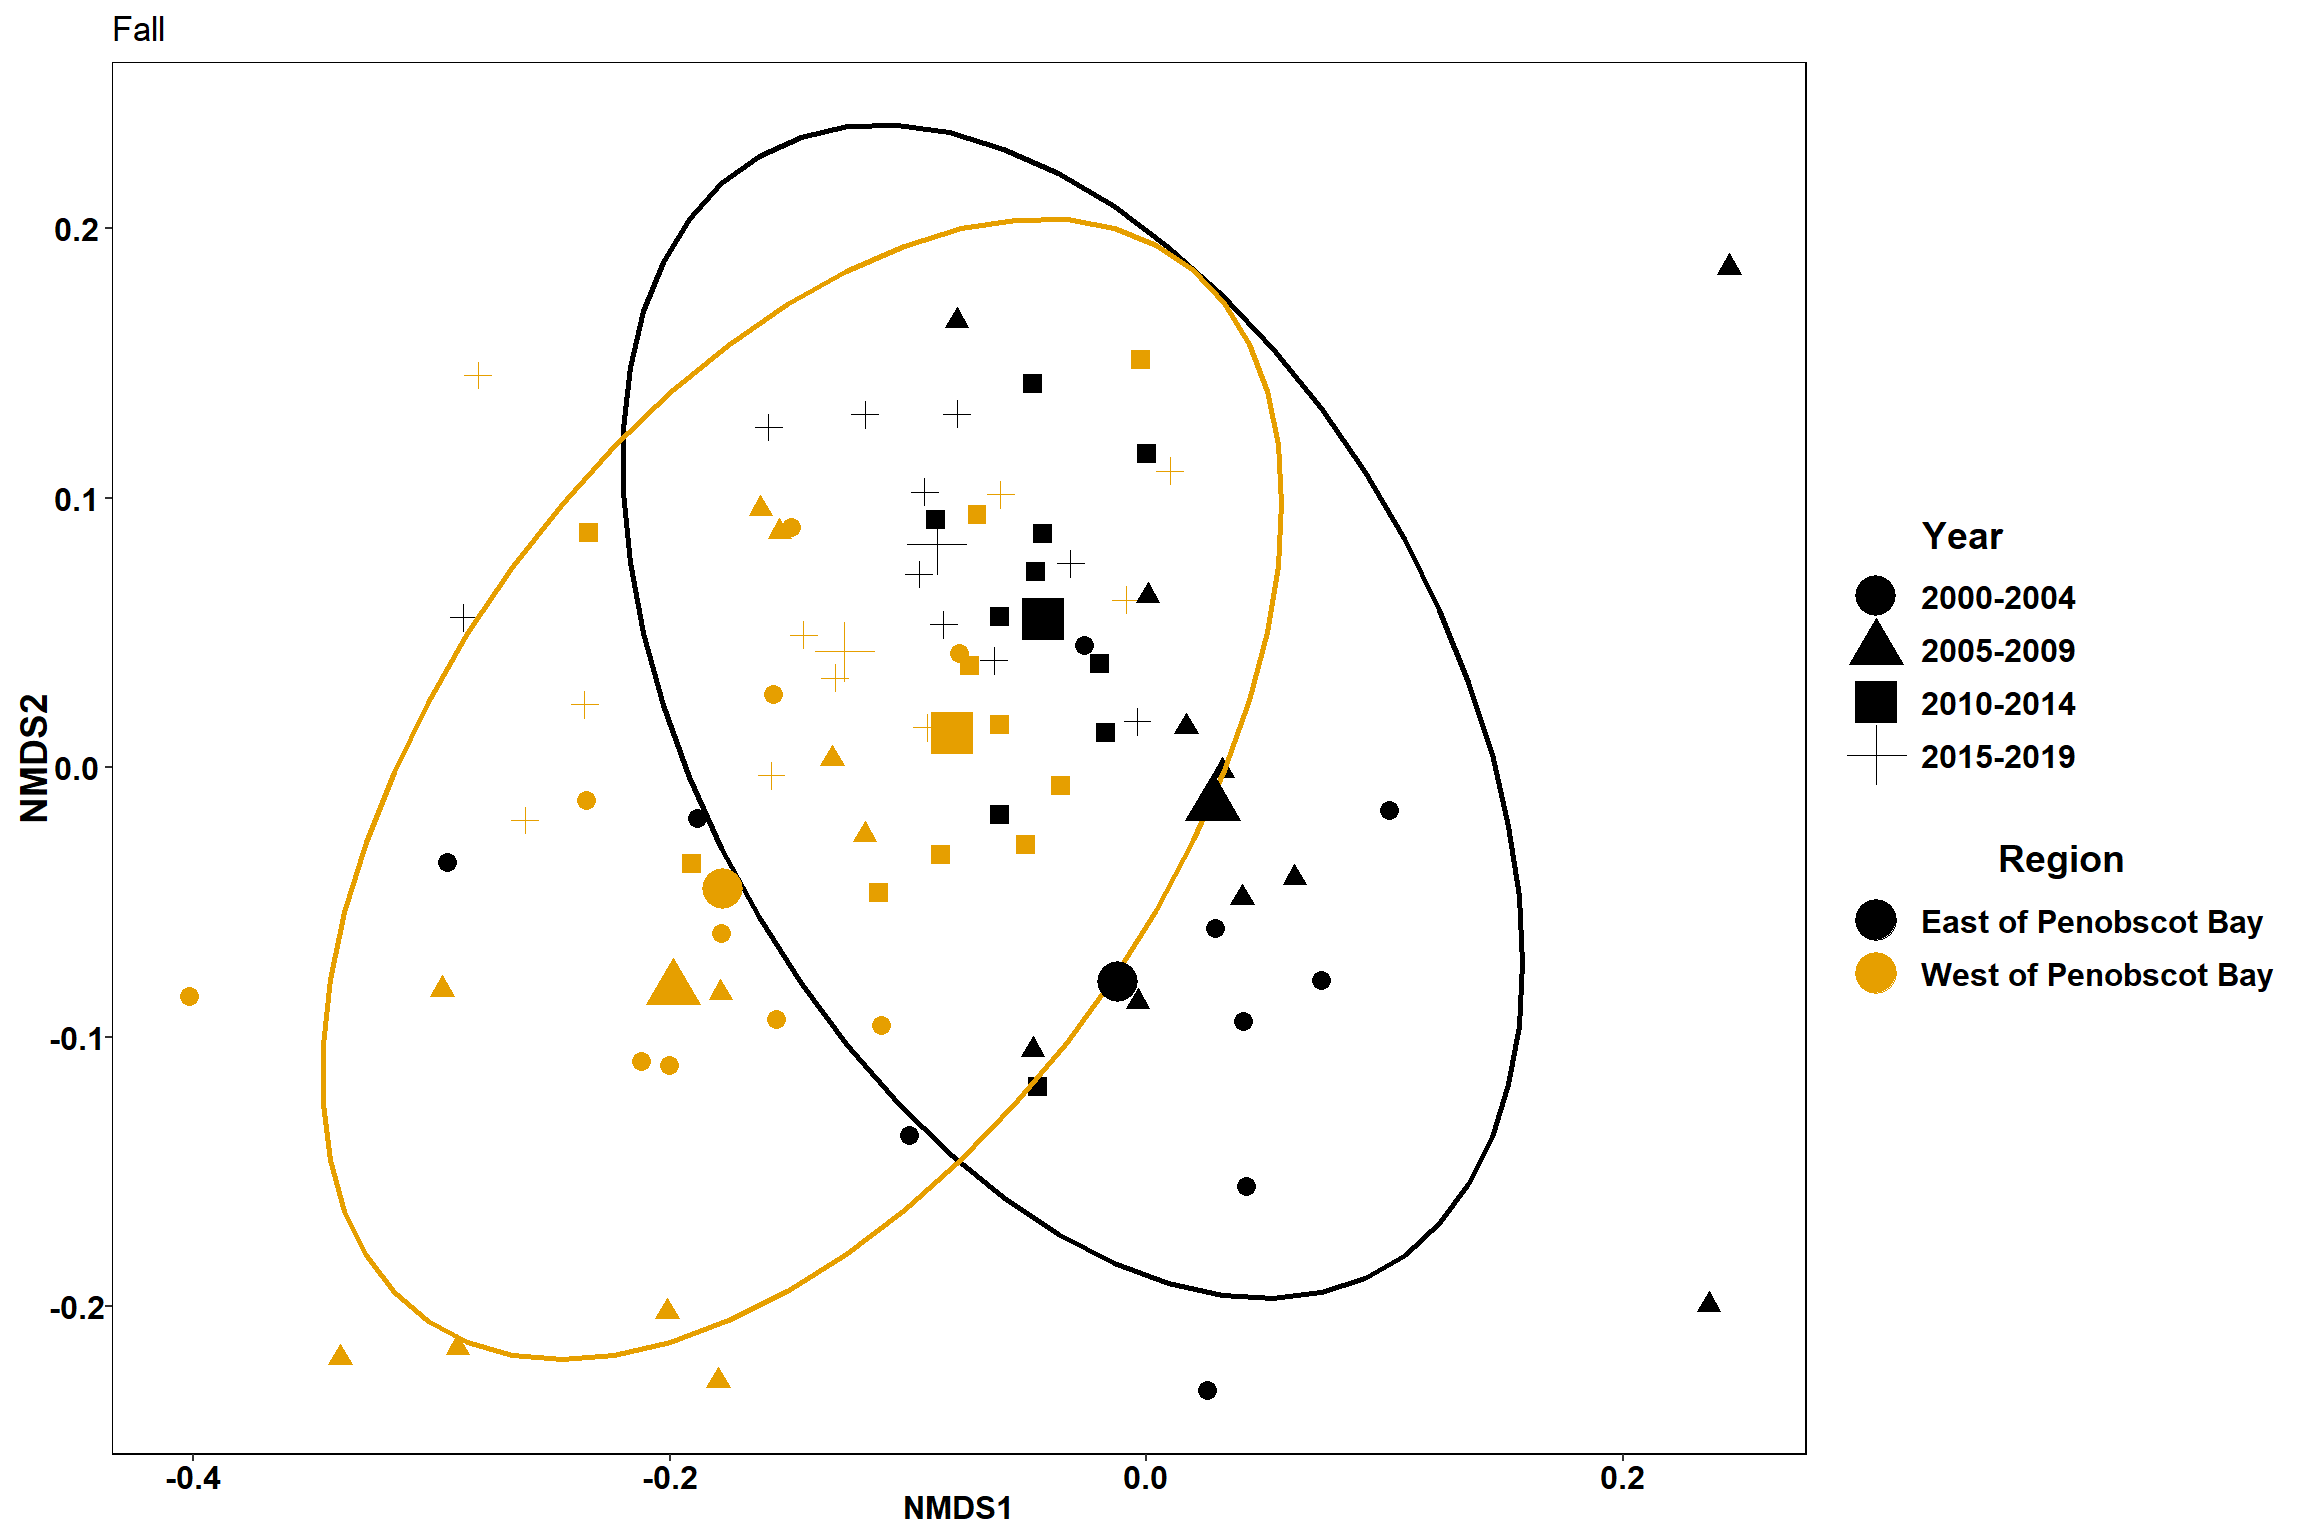 Fall
NMDS2
0.2
0.1
0.0
-0.1
-0.2
-0.4
-0.2
0.0
0.2
NMDS1
Year
2000-2004
2005-2009
2010-2014
2015-2019
Region
East of Penobscot Bay
West of Penobscot Bay